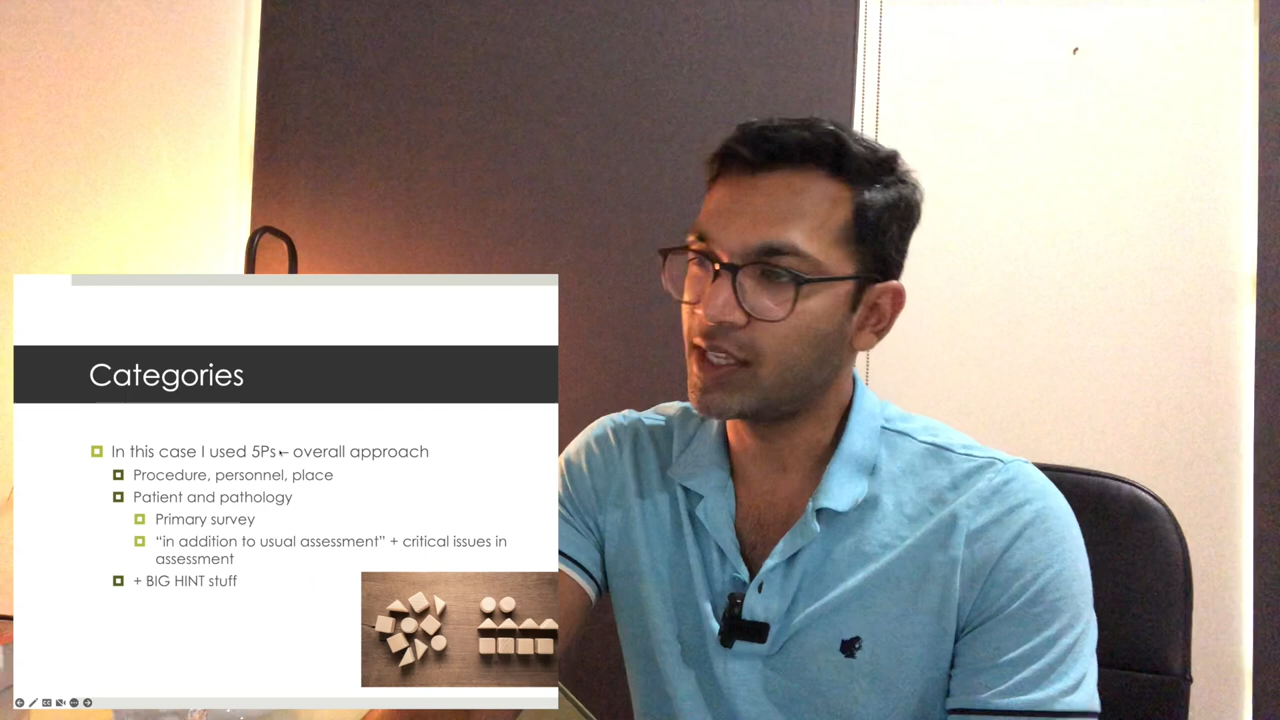 Categories
In this case I used 5Ps – overall approach
Procedure, personnel, place
Patient and pathology
Primary survey
“in addition to usual assessment” + critical issues in
assessment
+ BIG HINT stuff